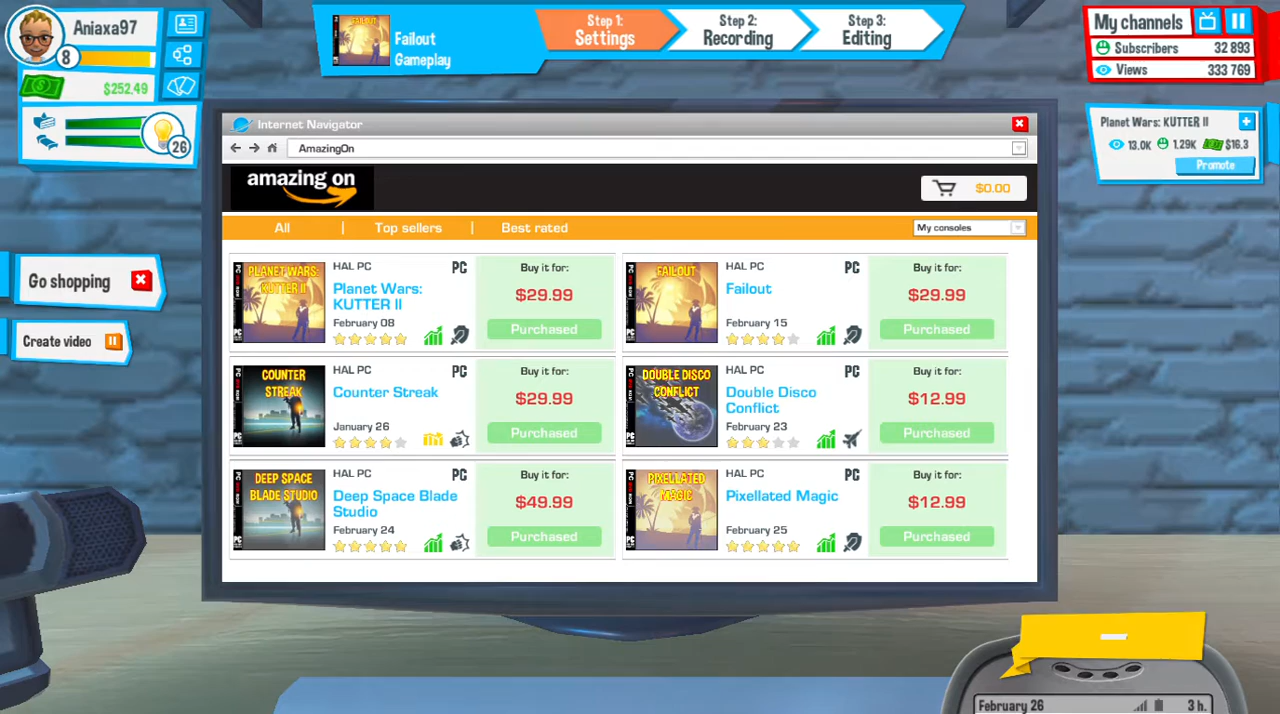 Aniaxa97
8
$252.49
26
FAILOUT
Failout
Gameplay
Step 1:
Settings
Step 2:
Recording
Step 3:
Editing
My channels
Subscribers 32 893
Views 333 769
Planet Wars: KUTTER II
13.0K 1.29K $16.3
Promote
Go shopping
Create video
Internet Navigator
AmazingOn
amazing on
$0.00
All | Top sellers | Best rated
My consoles
PLANET WARS:
KUTTER II
PC
HAL PC PC
Planet Wars:
KUTTER II
February 08
Buy it for:
$29.99
Purchased
FAILOUT
PC
HAL PC PC
Failout
February 15
Buy it for:
$29.99
Purchased
COUNTER
STREAK
PC
HAL PC PC
Counter Streak
January 26
Buy it for:
$29.99
Purchased
DOUBLE DISCO
CONFLICT
PC
HAL PC PC
Double Disco
Conflict
February 23
Buy it for:
$12.99
Purchased
DEEP SPACE
BLADE STUDIO
PC
HAL PC PC
Deep Space Blade
Studio
February 24
Buy it for:
$49.99
Purchased
PIXELLATED
MAGIC
PC
HAL PC PC
Pixellated Magic
February 25
Buy it for:
$12.99
Purchased
February 26 3 h.